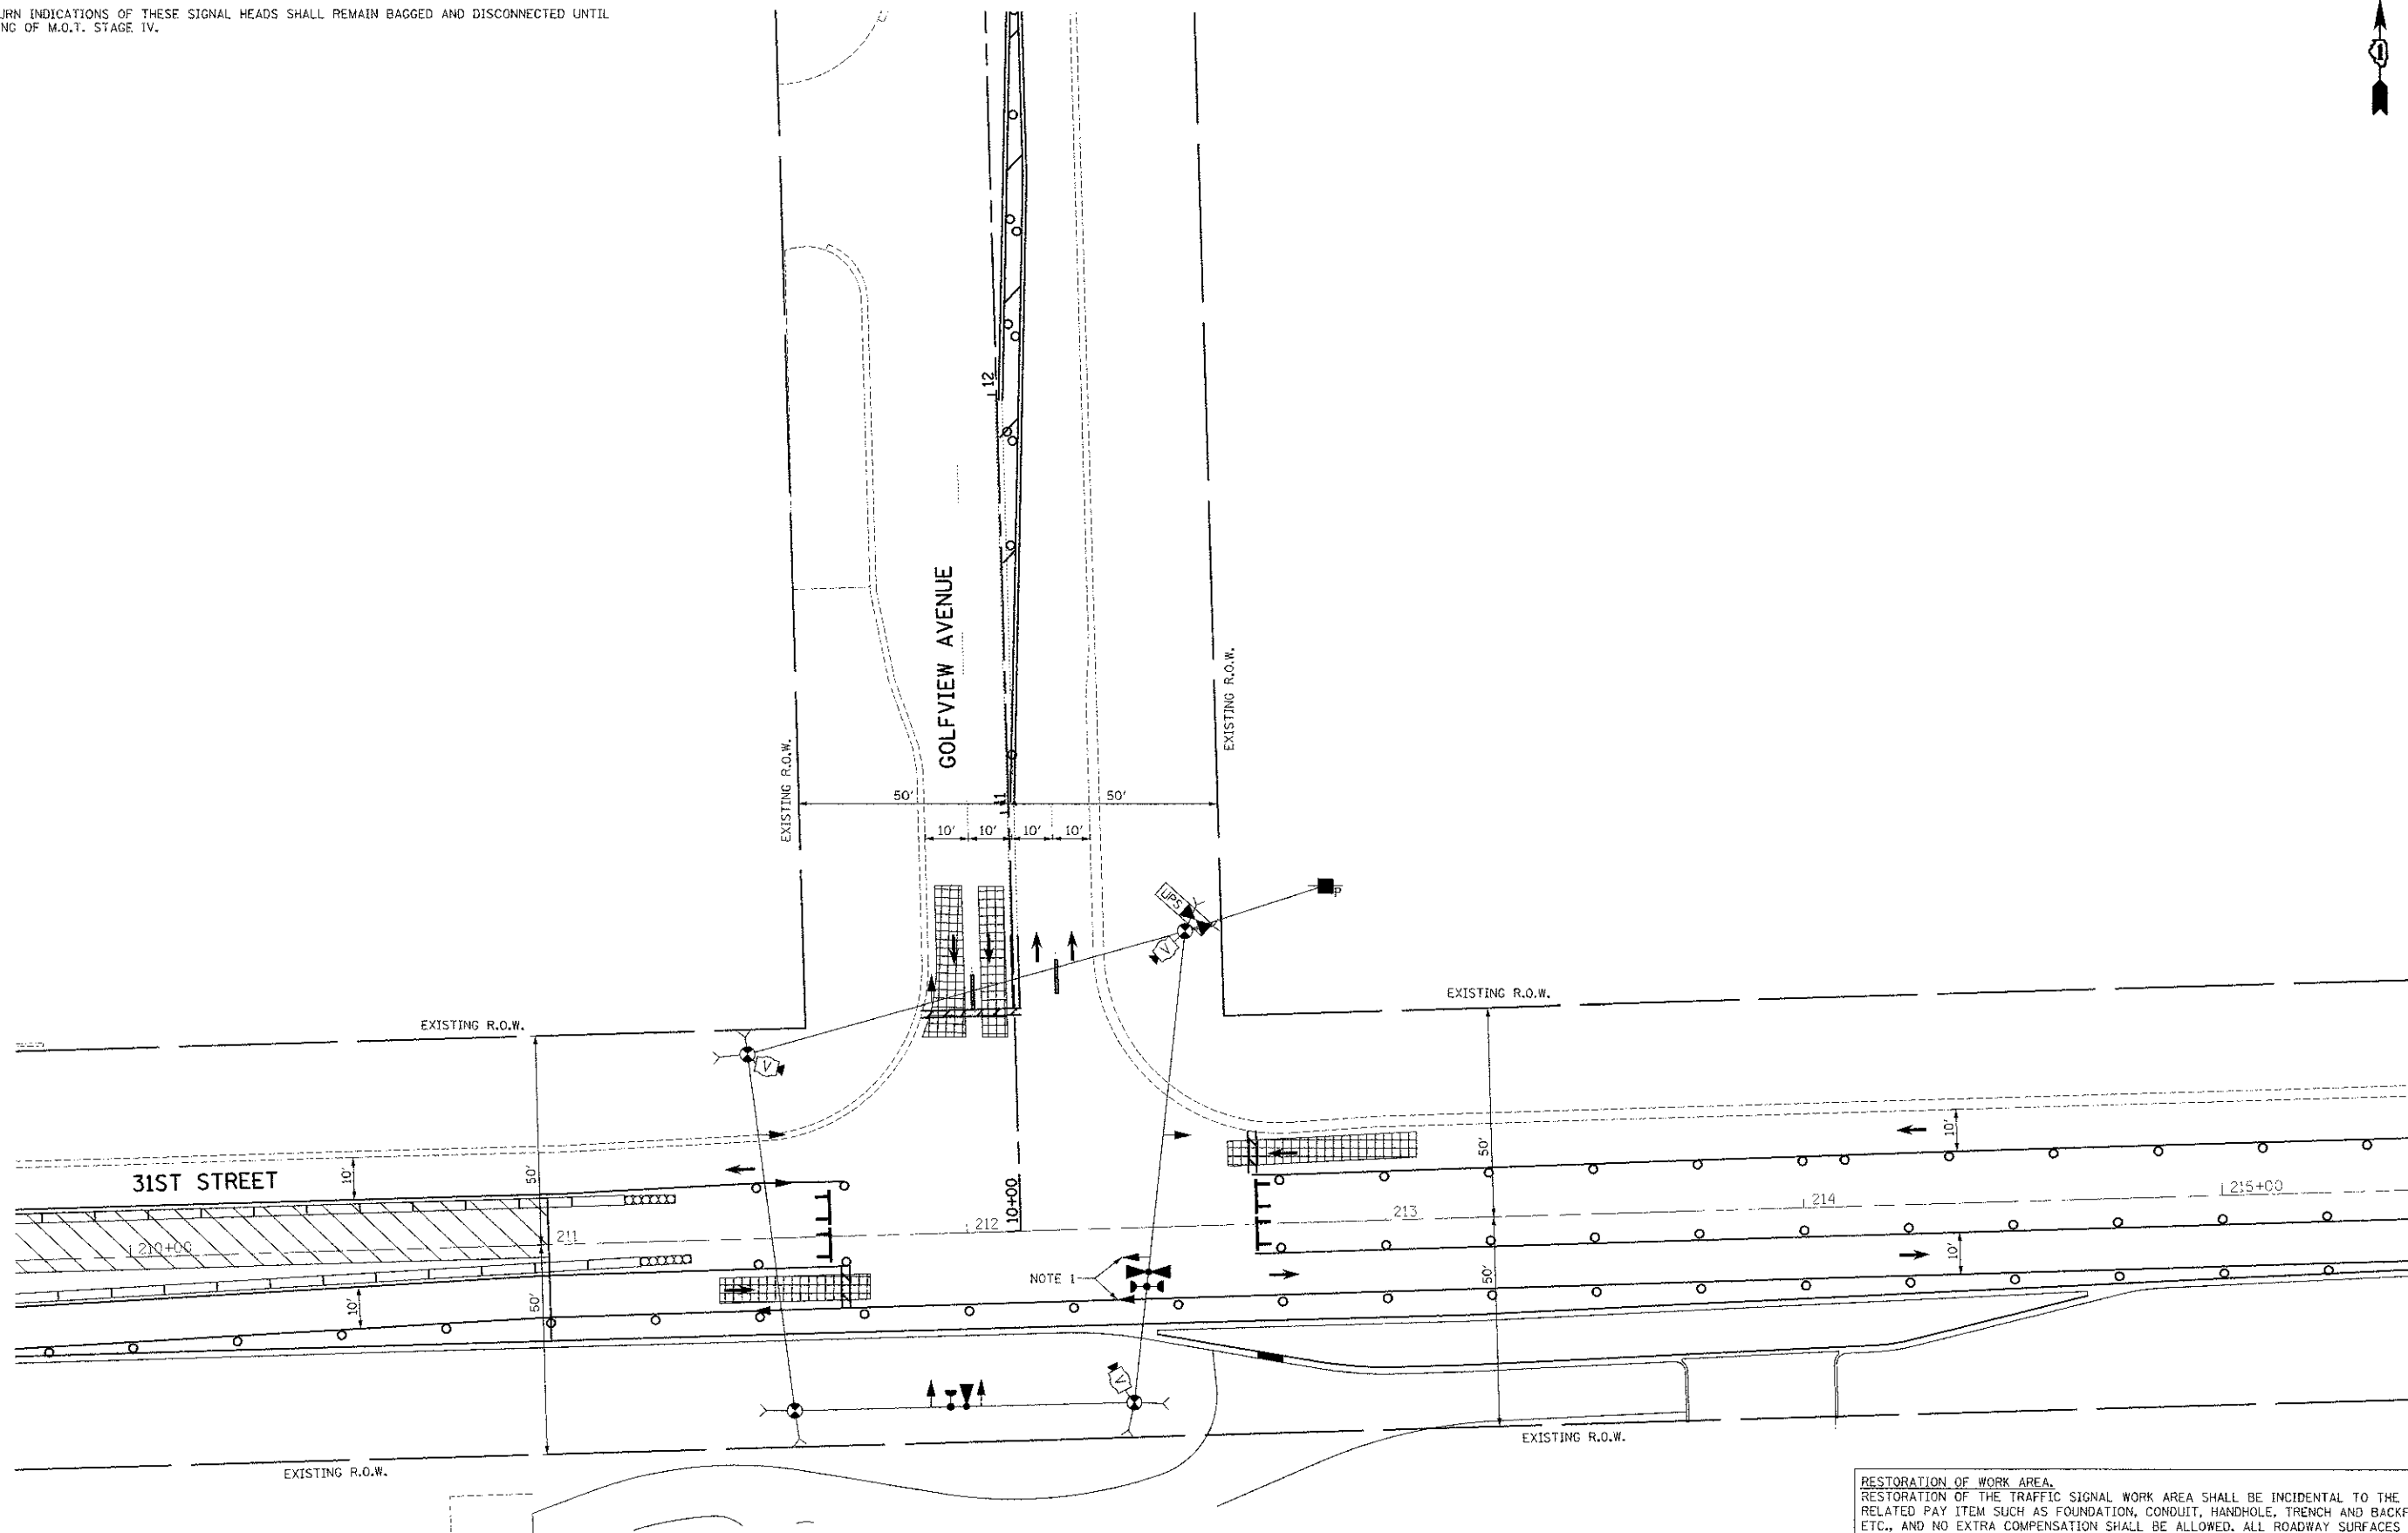 URN INDICATIONS OF THESE SIGNAL HEADS SHALL REMAIN BAGGED AND DISCONNECTED UNTIL
NG OF M.O.T. STAGE IV.
12
GOLFVIEW AVENUE
EXISTING R.O.W.
EXISTING R.O.W.
50'
11
50'
10'
10'
10'
10'
UPS
P
V
EXISTING R.O.W.
EXISTING R.O.W.
V
31ST STREET
10'
50'
50'
10'
10+00
210+00
211
212
213
214
215+00
NOTE 1
10'
50'
50'
10'
V
EXISTING R.O.W.
EXISTING R.O.W.
RESTORATION OF WORK AREA.
RESTORATION OF THE TRAFFIC SIGNAL WORK AREA SHALL BE INCIDENTAL TO THE
RELATED PAY ITEM SUCH AS FOUNDATION, CONDUIT, HANDHOLE, TRENCH AND BACKF
ETC., AND NO EXTRA COMPENSATION SHALL BE ALLOWED. ALL ROADWAY SURFACES